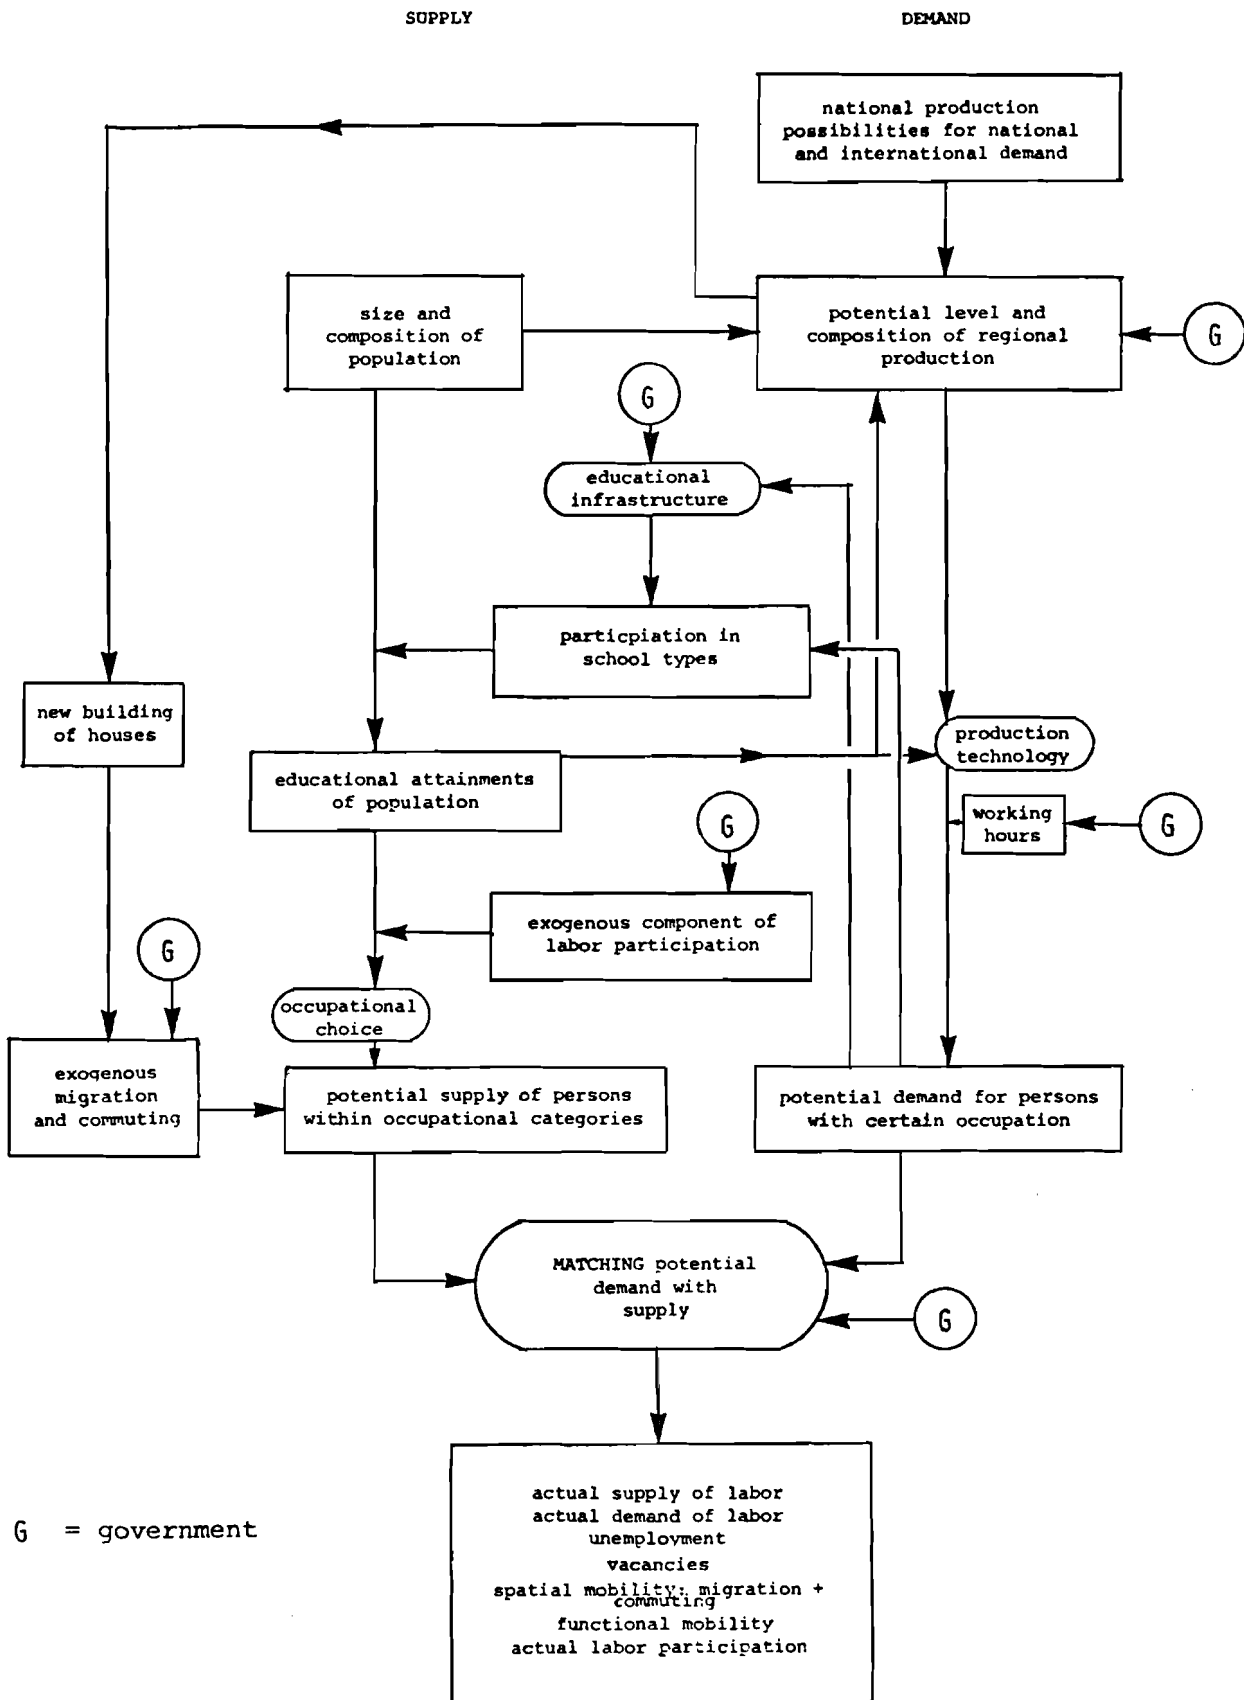 SUPPLY
DEMAND
national production
possibilities for national
and international demand
size and
composition of
population
potential level and
composition of regional
production
G
G
educational
infrastructure
particpiation in
school types
new building
of houses
production
technology
educational attainments
of population
working
hours
G
G
exogenous component of
labor participation
G
occupational
choice
exogenous
migration
and commuting
potential supply of persons
within occupational categories
potential demand for persons
with certain occupation
MATCHING potential
demand with
supply
G
actual supply of labor
actual demand of labor
unemployment
vacancies
spatial mobility: migration +
commuting
functional mobility
actual labor participation
G = government